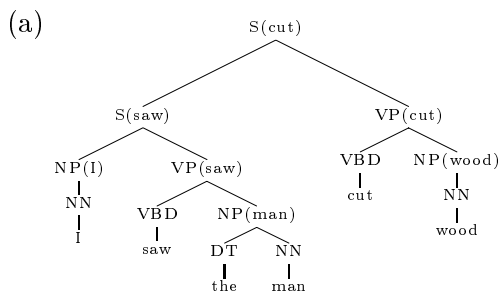 (a)
S(cut)
S(saw) VP(cut)
NP(I) VP(saw) VBD NP(wood)
NN VBD NP(man) cut NN
I saw DT NN wood
the man